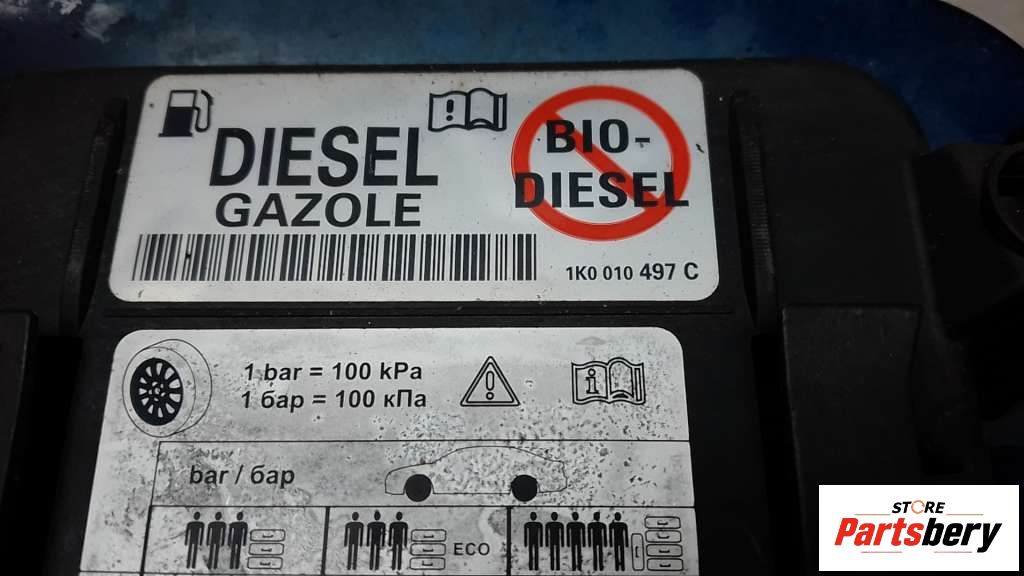 DIESEL
GAZOLE
BIO-
DIESEL
1K0 010 497 C
1 bar = 100 kPa
1 бар = 100 кПа
bar / бар
ECO
STORE
Partsbery